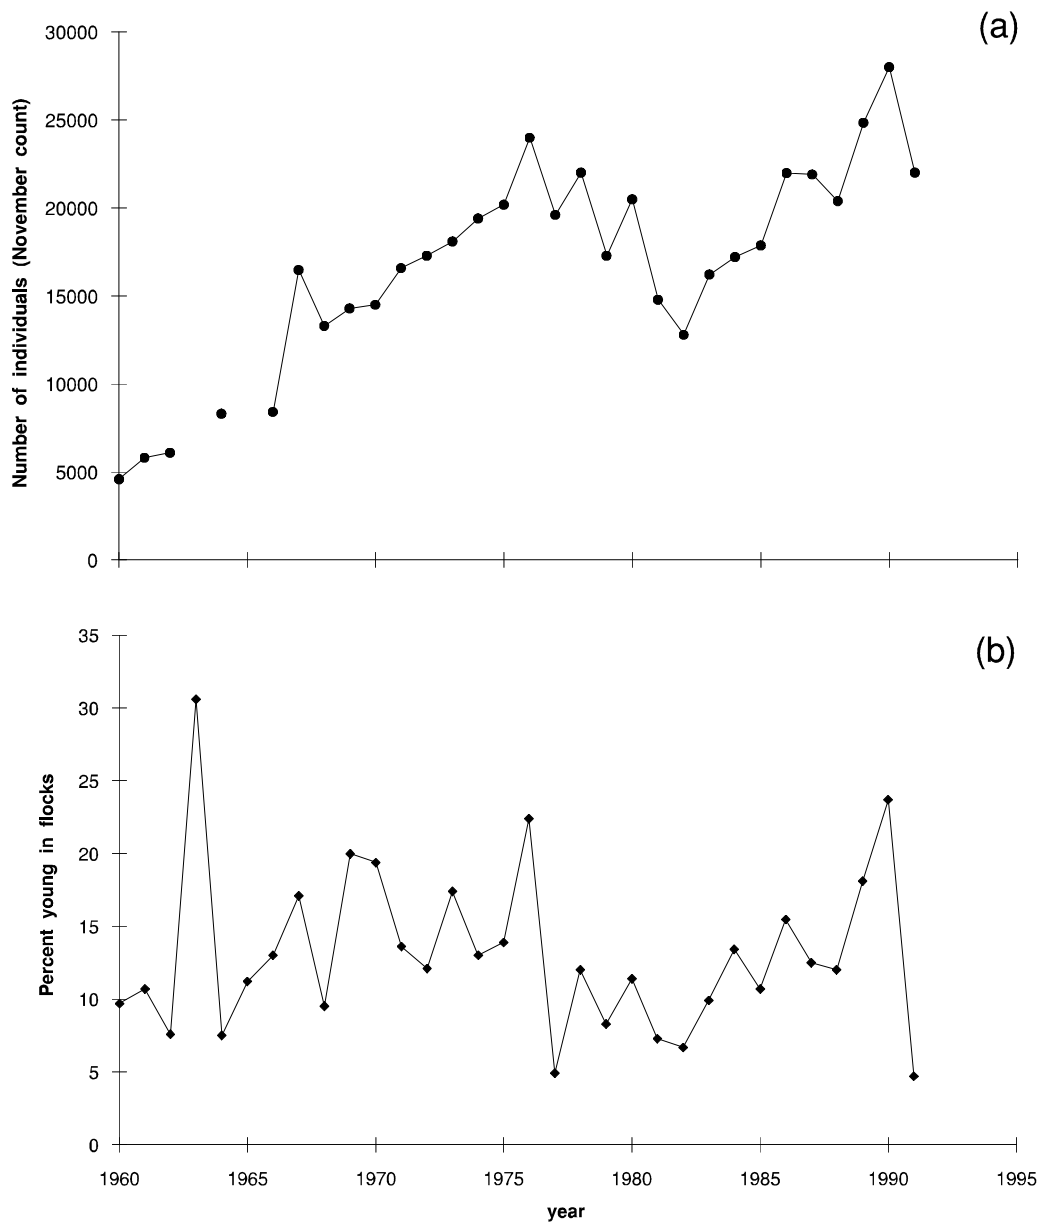 (a)
30000
25000
20000
15000
10000
5000
0
Number of individuals (November count)
(b)
35
30
25
20
15
10
5
0
Percent young in flocks
1960 1965 1970 1975 1980 1985 1990 1995
year